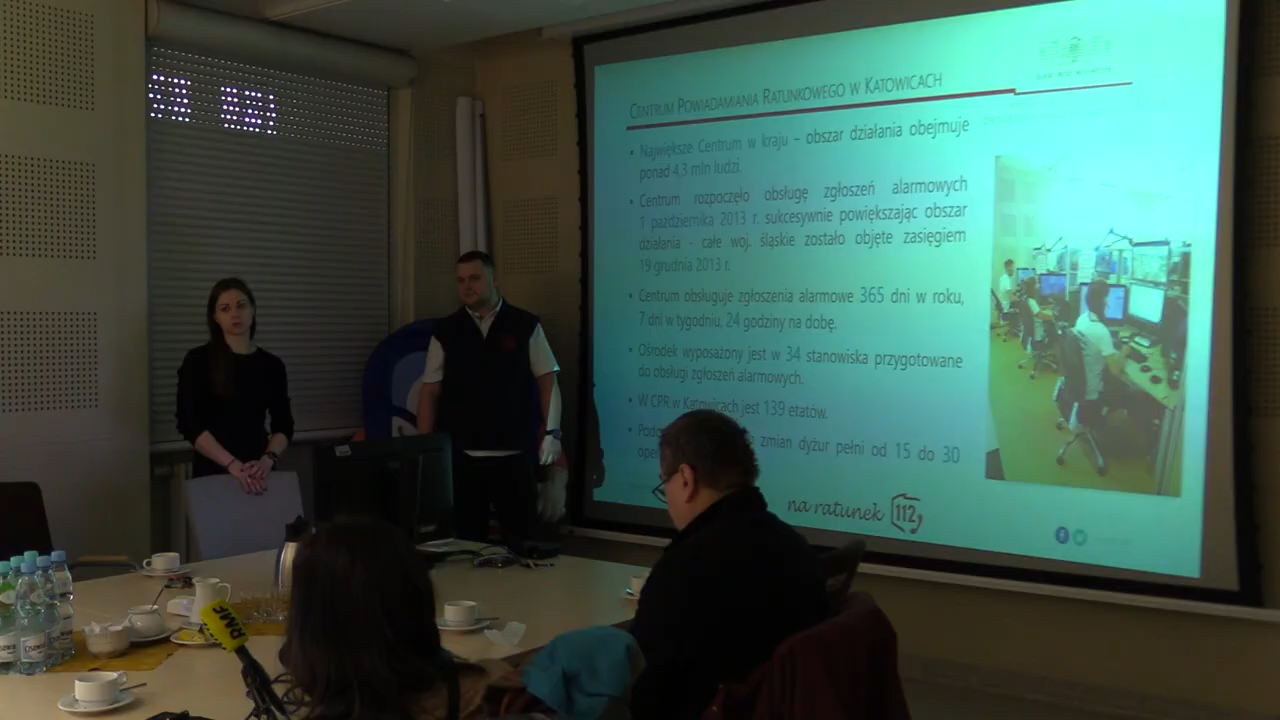 CENTRUM POWIADAMIANIA RATUNKOWEGO W KATOWICACH
• Największe Centrum w kraju – obszar działania obejmuje
ponad 4,3 mln ludzi.
• Centrum rozpoczęło obsługę zgłoszeń alarmowych
1 października 2013 r. sukcesywnie powiększając obszar
działania - całe woj. śląskie zostało objęte zasięgiem
19 grudnia 2013 r.
• Centrum obsługuje zgłoszenia alarmowe 365 dni w roku,
7 dni w tygodniu, 24 godziny na dobę.
• Ośrodek wyposażony jest w 34 stanowiska przygotowane
do obsługi zgłoszeń alarmowych.
• W CPR w Katowicach jest 139 etatów.
• zmian dyżur pełni od 15 do 30
na ratunek 112
RMF